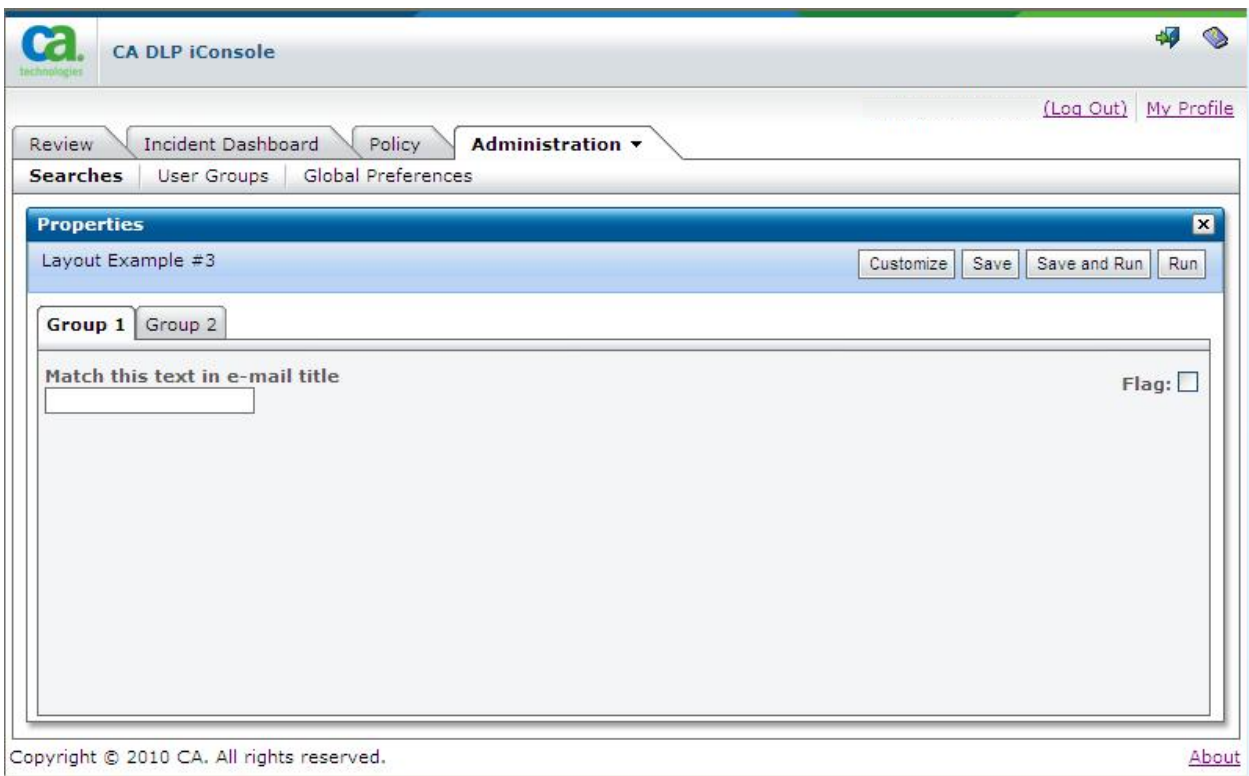 ca.
technologies
CA DLP iConsole
(Log Out) My Profile
Review Incident Dashboard Policy Administration
Searches User Groups Global Preferences
Properties
Layout Example #3 Customize Save Save and Run Run
Group 1 Group 2
Match this text in e-mail title
Flag:
Copyright © 2010 CA. All rights reserved. About